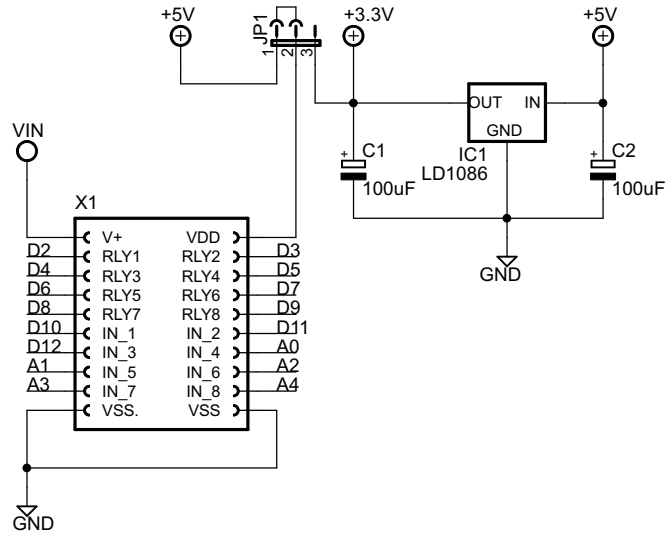 +5V
JP1
1
2
3
+3.3V
+5V
VIN
OUT IN
GND
IC1
LD1086
+
C1
100uF
+
C2
100uF
GND
X1
V+ VDD
D2 RLY1 RLY2 D3
D4 RLY3 RLY4 D5
D6 RLY5 RLY6 D7
D8 RLY7 RLY8 D9
D10 IN_1 IN_2 D11
D12 IN_3 IN_4 A0
A1 IN_5 IN_6 A2
A3 IN_7 IN_8 A4
VSS. VSS
GND